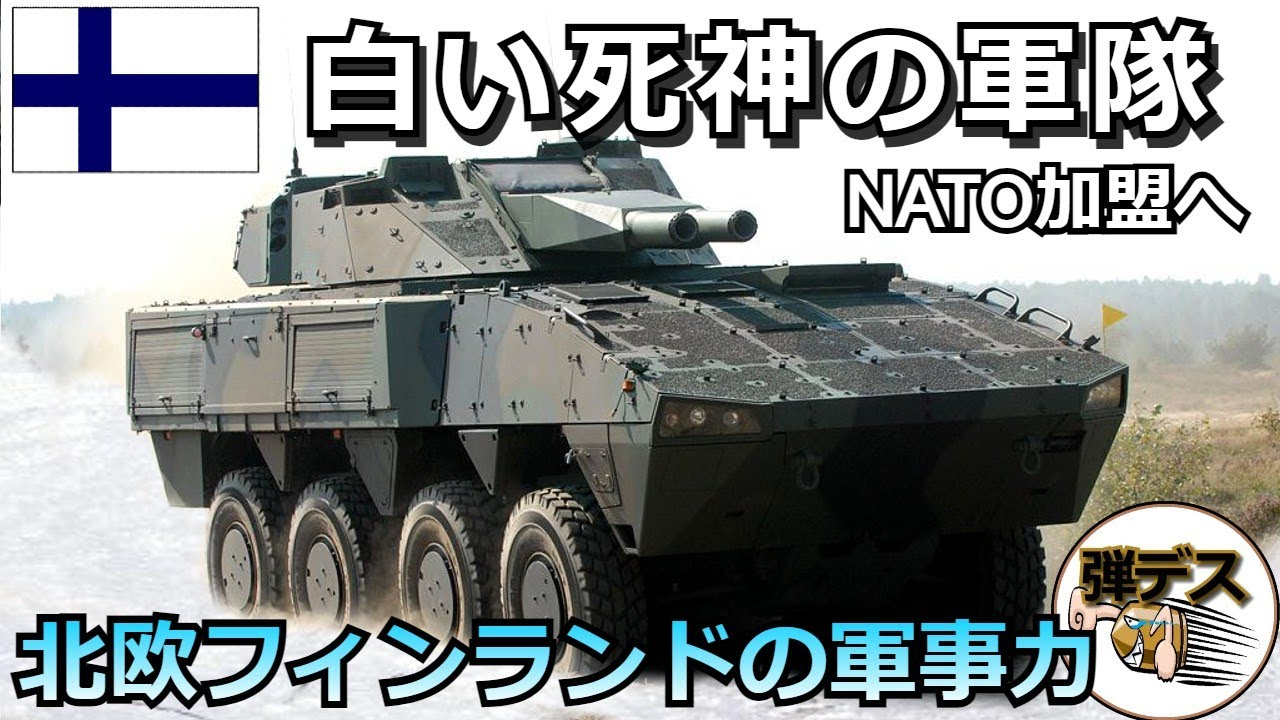 白い死神の軍隊
NATO加盟へ
弾デス
北欧フィンランドの軍事力